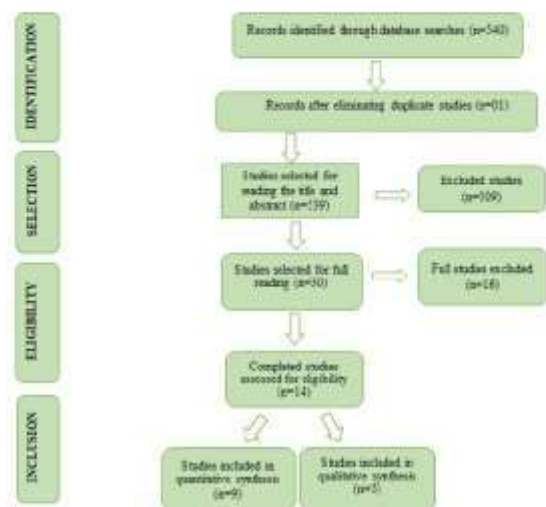 IDENTIFICATION
Records identified through database searches (n=540)
Records after eliminating duplicate studies (n=01)
SELECTION
Studies selected for
reading the title and
abstract (n=539)
Excluded studies
(n=509)
ELIGIBILITY
Studies selected for full
reading (n=30)
Full studies excluded
(n=16)
Completed studies
assessed for eligibility
(n=14)
INCLUSION
Studies included in
quantitative synthesis
(n=9)
Studies included in
qualitative synthesis
(n=5)